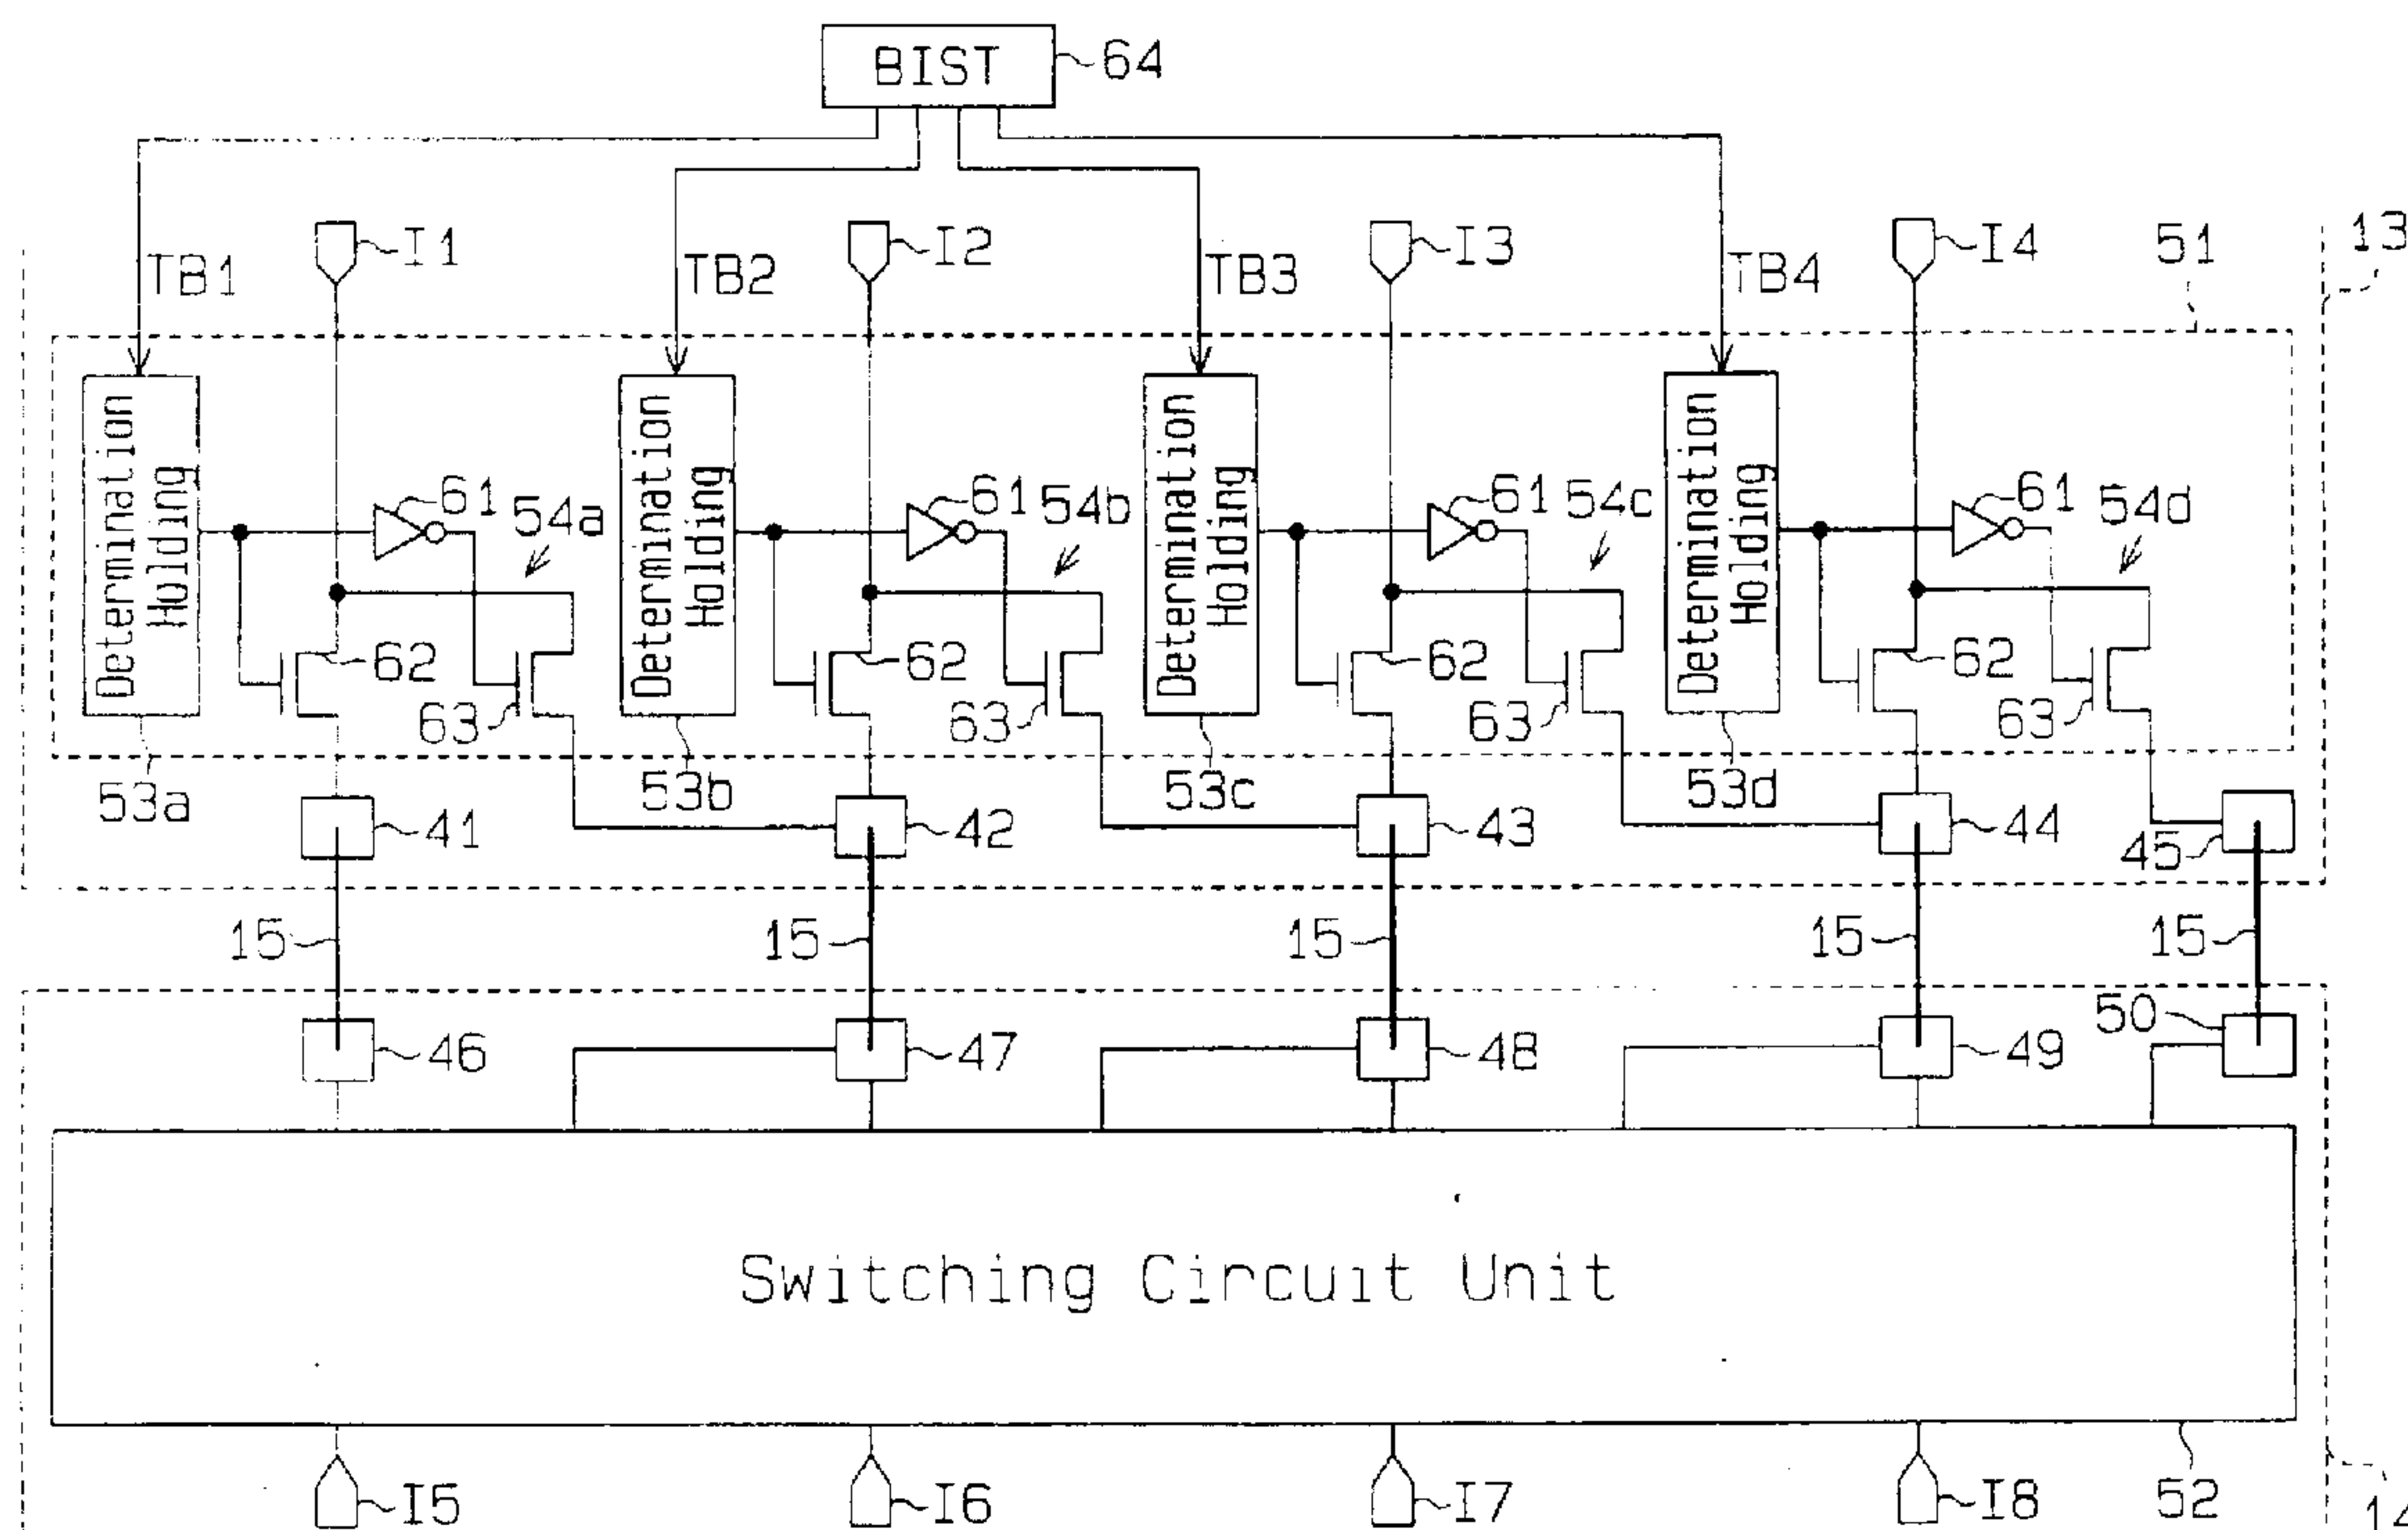 BIST 64
I1 I2 I3 I4 13
TB1 TB2 TB3 TB4 51
Determination Holding Determination Holding Determination Holding Determination Holding
61 54a 61 54b 61 54c 61 54d
62 63 62 63 62 63 62 63
53a 53b 53c 53d
41 42 43 44 45
15 15 15 15 15
46 47 48 49 50
Switching Circuit Unit
I5 I6 I7 I8 52 14